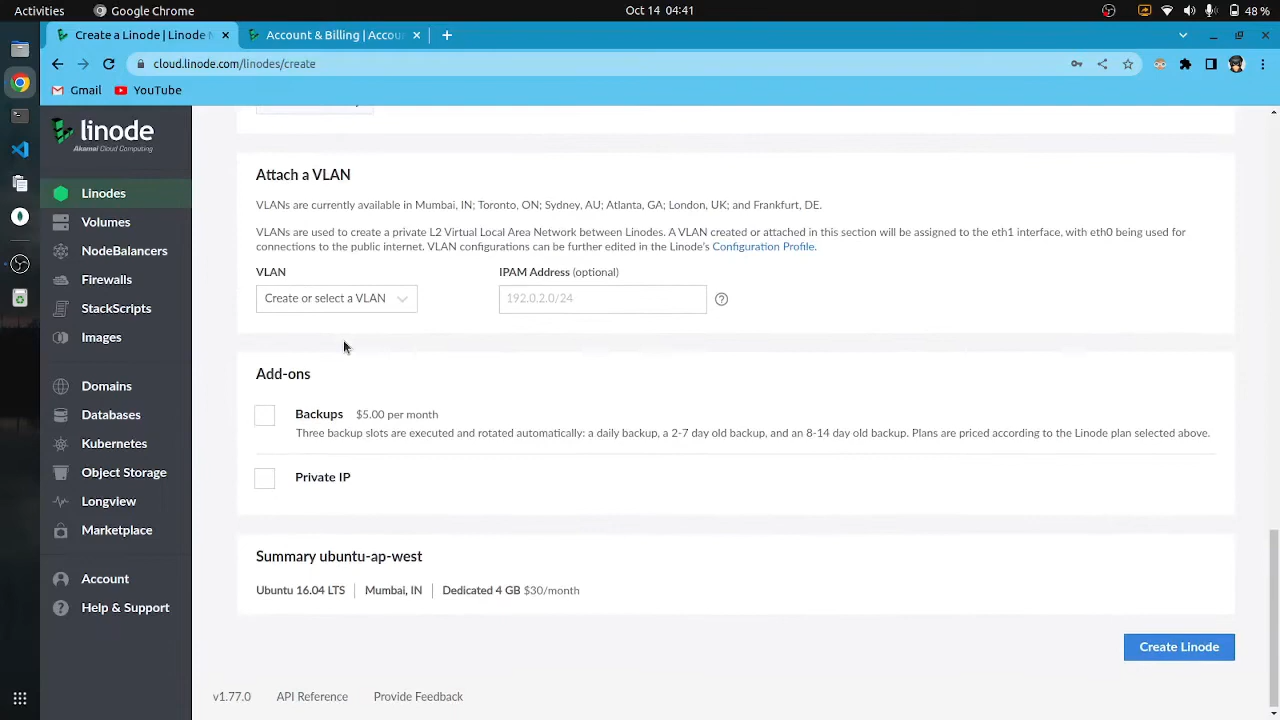 Activities
Google Chrome
Oct 14 04:41
48 %
Create a Linode | Linode
Account & Billing | Accou
cloud.linode.com/linodes/create
Gmail
YouTube
linode
Akamai Cloud Computing
Linodes
Volumes
NodeBalancers
Firewalls
StackScripts
Images
Domains
Databases
Kubernetes
Object Storage
Longview
Marketplace
Account
Help & Support
Attach a VLAN
VLANs are currently available in Mumbai, IN; Toronto, ON; Sydney, AU; Atlanta, GA; London, UK; and Frankfurt, DE.
VLANs are used to create a private L2 Virtual Local Area Network between Linodes. A VLAN created or attached in this section will be assigned to the eth1 interface, with eth0 being used for
connections to the public internet. VLAN configurations can be further edited in the Linode's Configuration Profile.
VLAN
IPAM Address (optional)
Create or select a VLAN
192.0.2.0/24
Add-ons
Backups $5.00 per month
Three backup slots are executed and rotated automatically: a daily backup, a 2-7 day old backup, and an 8-14 day old backup. Plans are priced according to the Linode plan selected above.
Private IP
Summary ubuntu-ap-west
Ubuntu 16.04 LTS
Mumbai, IN
Dedicated 4 GB $30/month
Create Linode
v1.77.0
API Reference
Provide Feedback